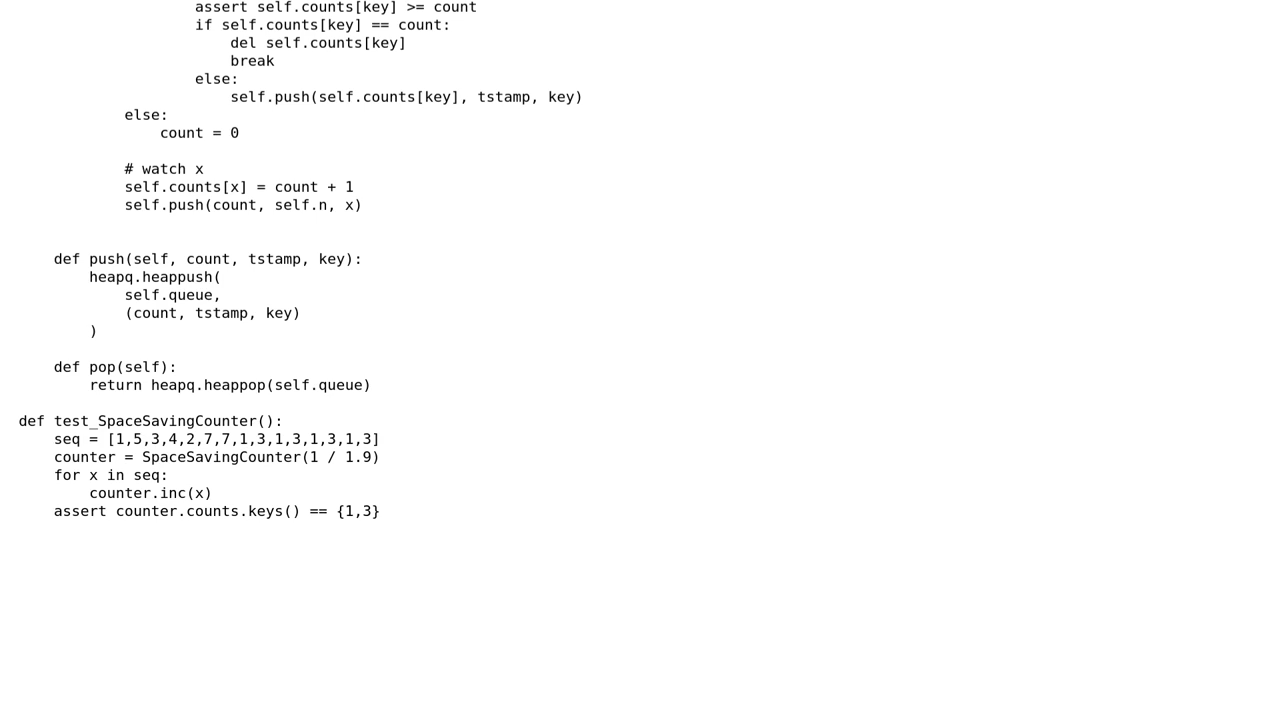 assert self.counts[key] >= count
                    if self.counts[key] == count:
                        del self.counts[key]
                        break
                    else:
                        self.push(self.counts[key], tstamp, key)
            else:
                count = 0

            # watch x
            self.counts[x] = count + 1
            self.push(count, self.n, x)


    def push(self, count, tstamp, key):
        heapq.heappush(
            self.queue,
            (count, tstamp, key)
        )

    def pop(self):
        return heapq.heappop(self.queue)

def test_SpaceSavingCounter():
    seq = [1,5,3,4,2,7,7,1,3,1,3,1,3,1,3]
    counter = SpaceSavingCounter(1 / 1.9)
    for x in seq:
        counter.inc(x)
    assert counter.counts.keys() == {1,3}